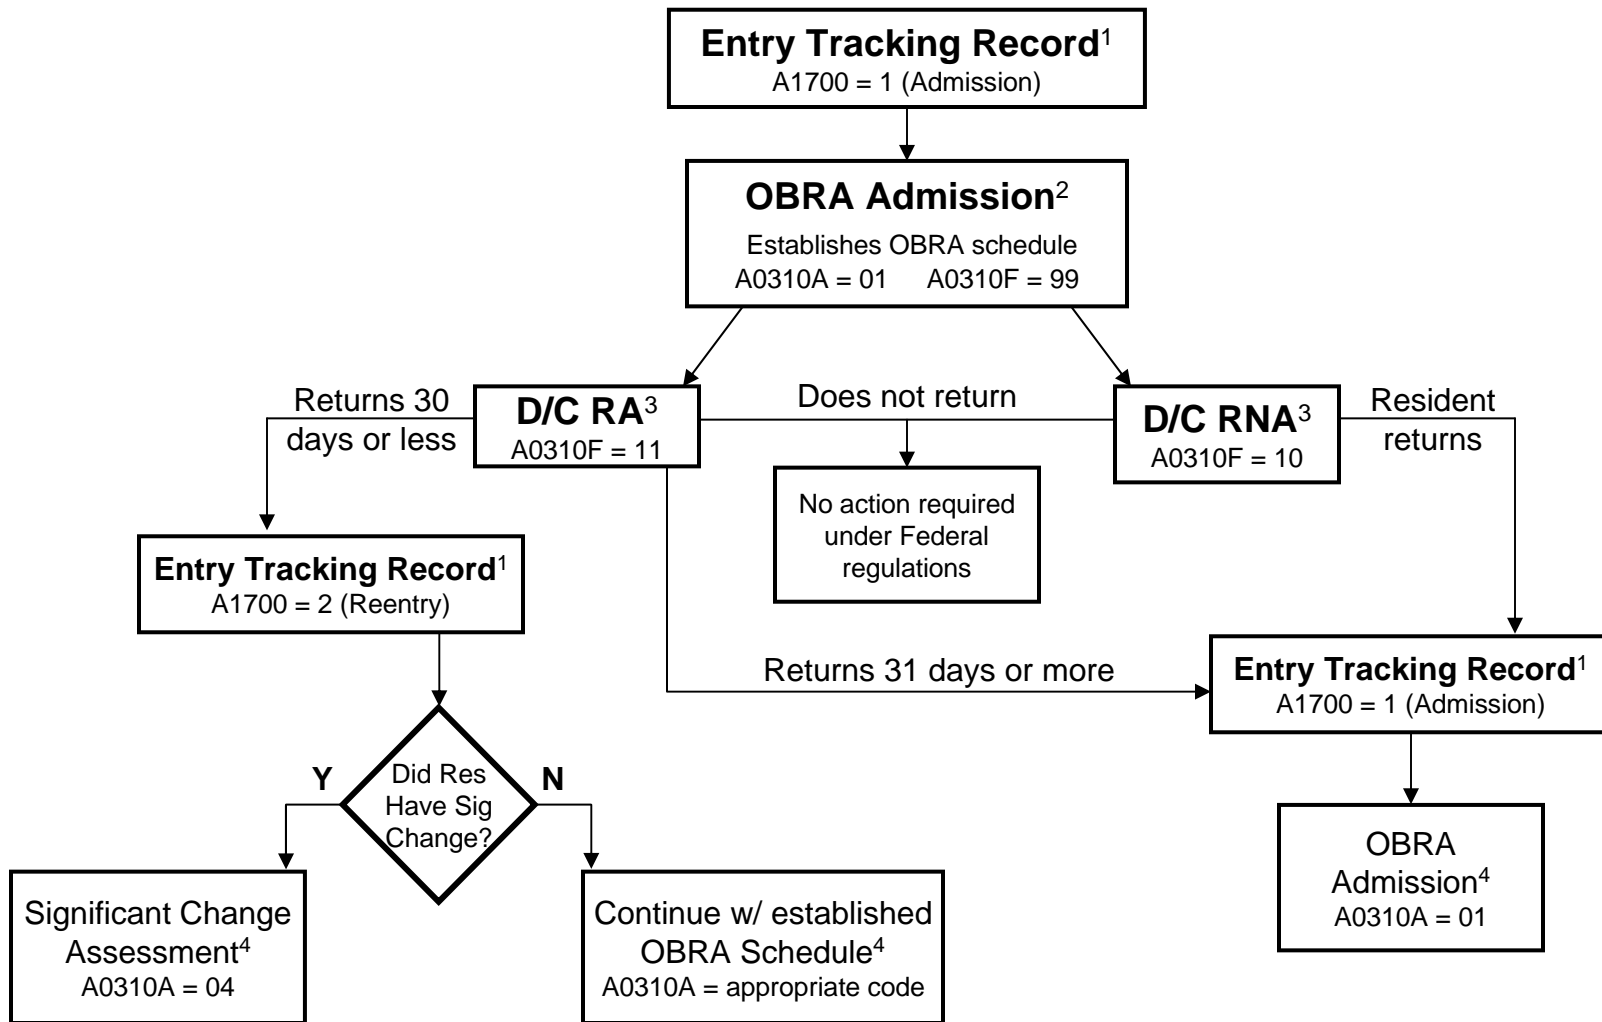 Entry Tracking Record¹
A1700 = 1 (Admission)
OBRA Admission²
Establishes OBRA schedule
A0310A = 01 A0310F = 99
Returns 30
days or less
D/C RA³
A0310F = 11
Does not return
D/C RNA³
A0310F = 10
Resident
returns
No action required
under Federal
regulations
Entry Tracking Record¹
A1700 = 2 (Reentry)
Returns 31 days or more
Entry Tracking Record¹
A1700 = 1 (Admission)
Y
Did Res
Have Sig
Change?
N
Significant Change
Assessment⁴
A0310A = 04
Continue w/ established
OBRA Schedule⁴
A0310A = appropriate code
OBRA
Admission⁴
A0310A = 01